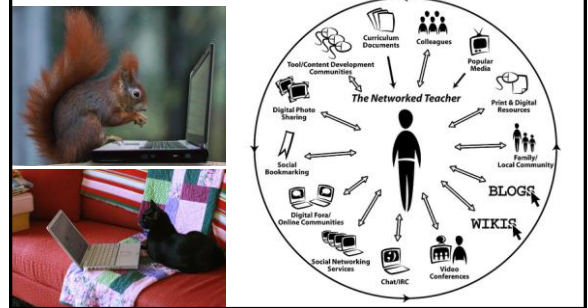 Curriculum
Documents
Colleagues
Popular
Media
Tool/Content Development
Communities
The Networked Teacher
Print & Digital
Resources
Digital Photo
Sharing
Family/
Local Community
Social
Bookmarking
BLOGS
WIKIS
Digital Fora/
Online Communities
Social Networking
Services
Chat/IRC
Video
Conferences